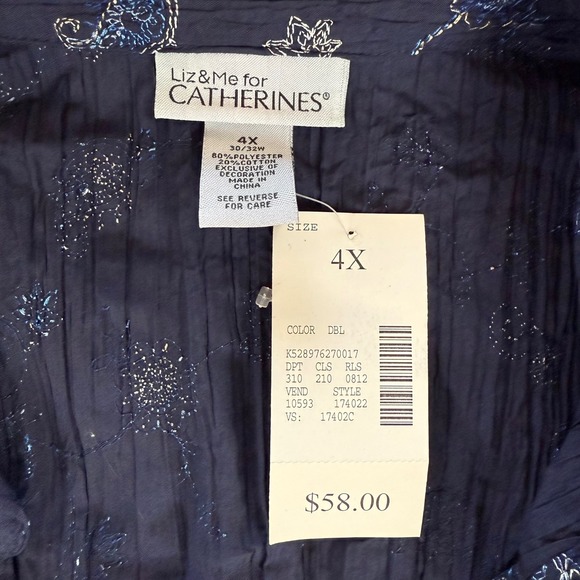 Liz&Me for
CATHERINES®
4X
30/32W
80%POLYESTER
20%COTTON
EXCLUSIVE OF
DECORATION
MADE IN
CHINA
SEE REVERSE
FOR CARE
SIZE
4X
COLOR DBL
K528976270017
DPT CLS RLS
310 210 0812
VEND STYLE
10593 174022
VS: 17402C
$58.00